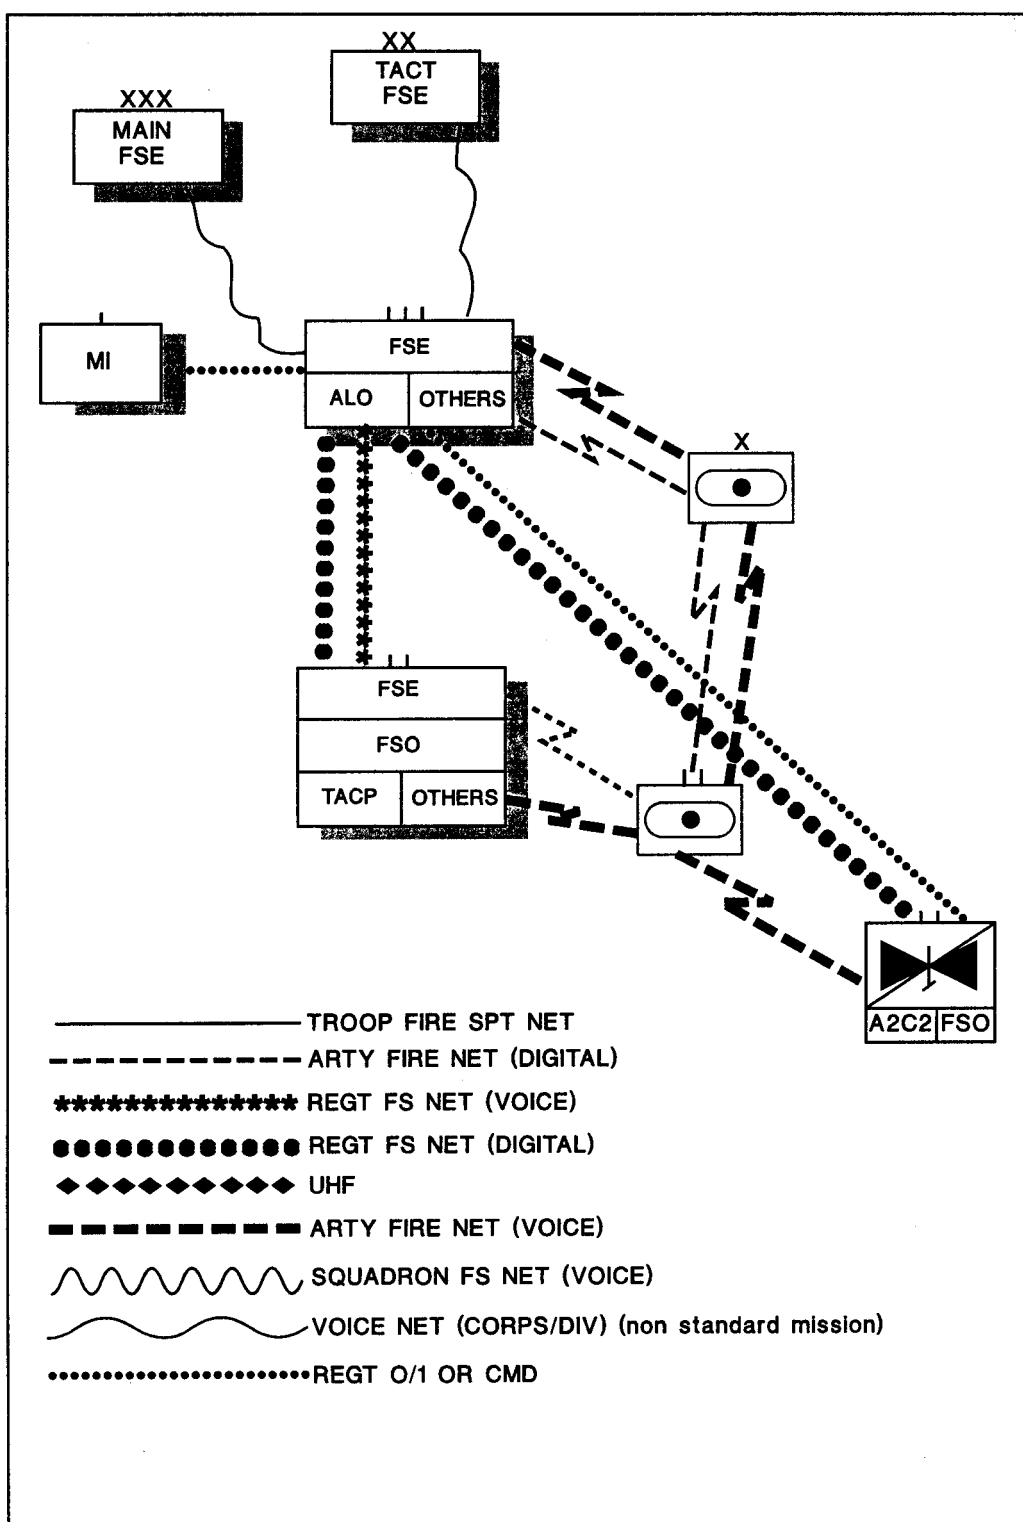 XX
TACT
FSE
XXX
MAIN
FSE
MI
FSE
ALO OTHERS
X
FSE
FSO
TACP OTHERS
A2C2 FSO
TROOP FIRE SPT NET
ARTY FIRE NET (DIGITAL)
REGT FS NET (VOICE)
REGT FS NET (DIGITAL)
UHF
ARTY FIRE NET (VOICE)
SQUADRON FS NET (VOICE)
VOICE NET (CORPS/DIV) (non standard mission)
REGT O/1 OR CMD